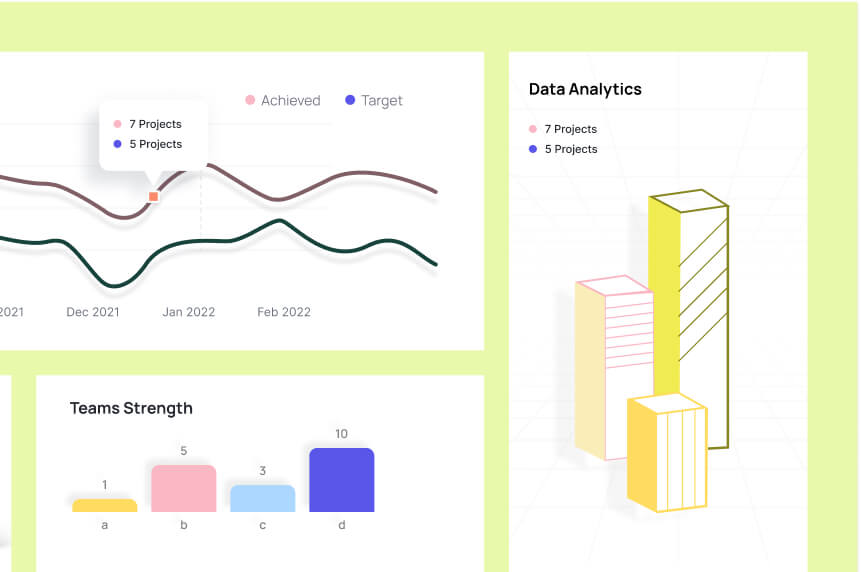 Achieved
Target
7 Projects
5 Projects
2021
Dec 2021
Jan 2022
Feb 2022
Data Analytics
7 Projects
5 Projects
Teams Strength
1
5
3
10
a
b
c
d